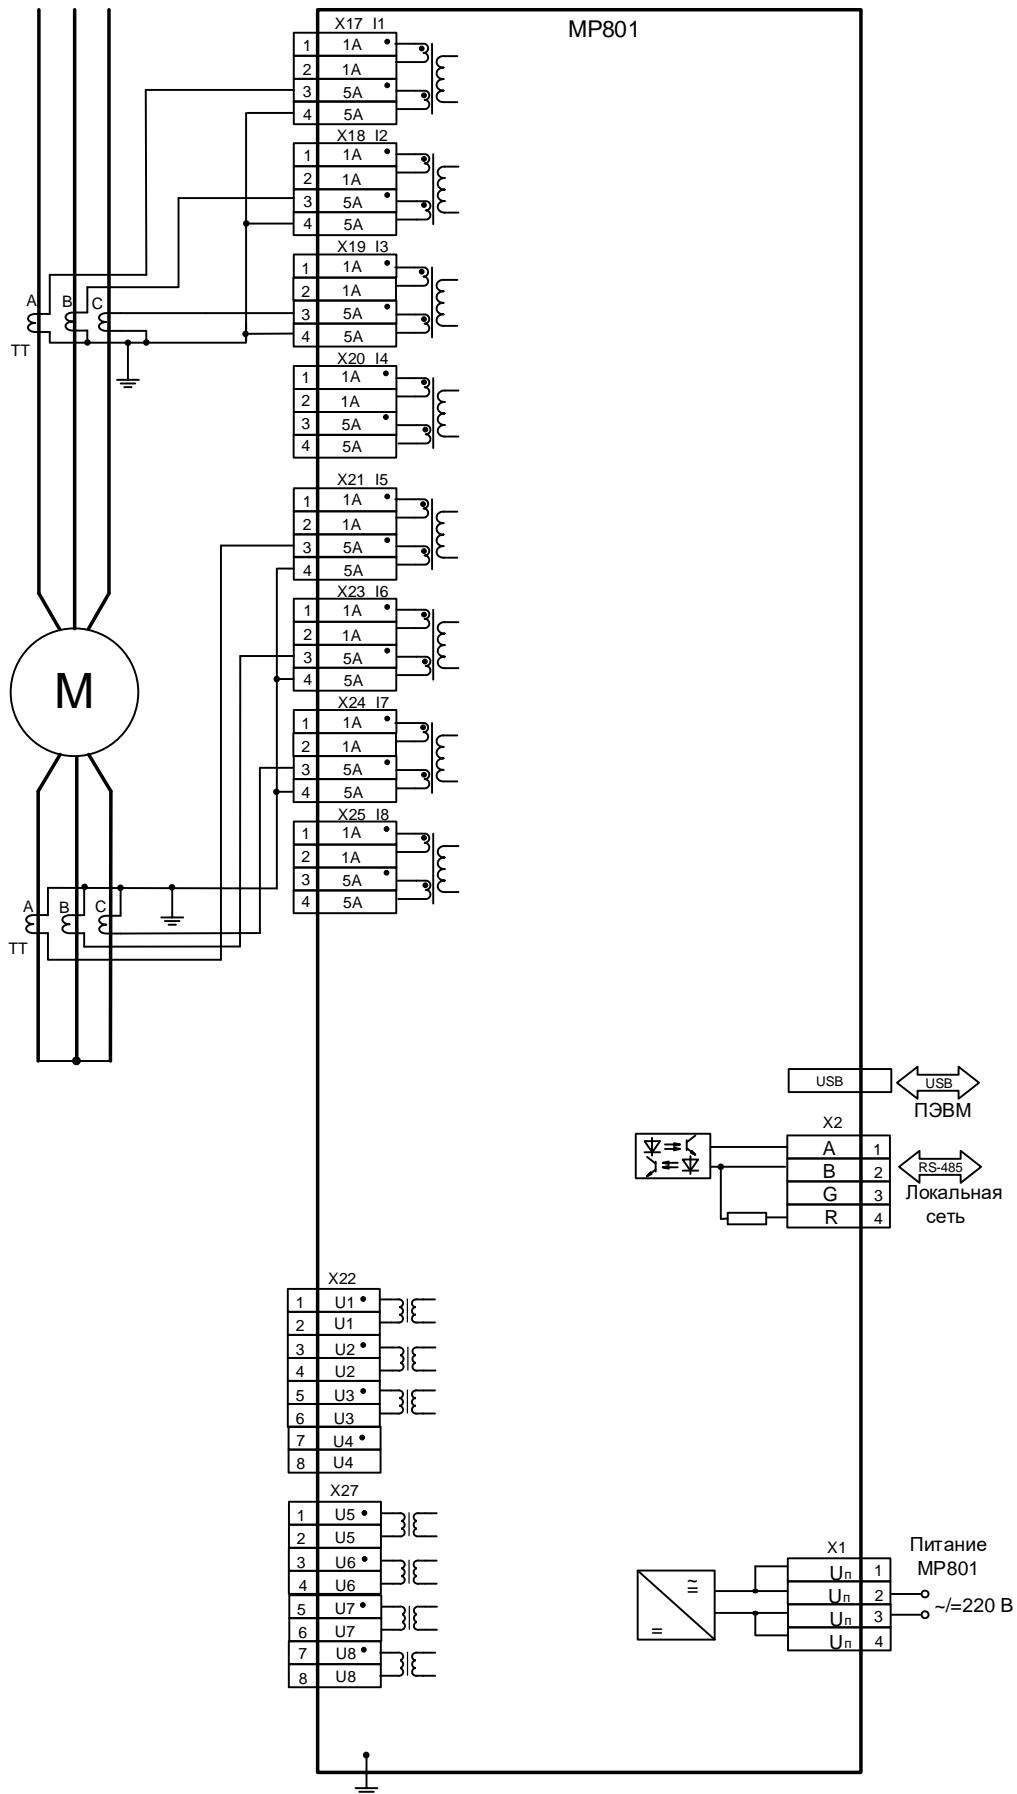 MP801
X17 I1
1 1A
2 1A
3 5A
4 5A
X18 I2
1 1A
2 1A
3 5A
4 5A
X19 I3
1 1A
2 1A
3 5A
4 5A
A B C
TT
X20 I4
1 1A
2 1A
3 5A
4 5A
X21 I5
1 1A
2 1A
3 5A
4 5A
X23 I6
1 1A
2 1A
3 5A
4 5A
M
X24 I7
1 1A
2 1A
3 5A
4 5A
X25 I8
1 1A
2 1A
3 5A
4 5A
A B C
TT
USB USB
ПЭВМ
X2
A 1
B 2
G 3
R 4
RS-485
Локальная
сеть
X22
1 U1
2 U1
3 U2
4 U2
5 U3
6 U3
7 U4
8 U4
X27
1 U5
2 U5
3 U6
4 U6
5 U7
6 U7
7 U8
8 U8
X1
Uп 1
Uп 2
Uп 3
Uп 4
Питание
MP801
~/=220 В